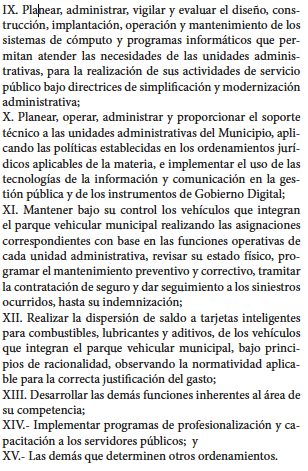 IX. Planear, administrar, vigilar y evaluar el diseño, cons-
trucción, implantación, operación y mantenimiento de los
sistemas de cómputo y programas informáticos que per-
mitan atender las necesidades de las unidades adminis-
trativas, para la realización de sus actividades de servicio
público bajo directrices de simplificación y modernización
administrativa;
X. Planear, operar, administrar y proporcionar el soporte
técnico a las unidades administrativas del Municipio, apli-
cando las políticas establecidas en los ordenamientos jurí-
dicos aplicables de la materia, e implementar el uso de las
tecnologías de la información y comunicación en la ges-
tión pública y de los instrumentos de Gobierno Digital;
XI. Mantener bajo su control los vehículos que integran
el parque vehicular municipal realizando las asignaciones
correspondientes con base en las funciones operativas de
cada unidad administrativa, revisar su estado físico, pro-
gramar el mantenimiento preventivo y correctivo, tramitar
la contratación de seguro y dar seguimiento a los siniestros
ocurridos, hasta su indemnización;
XII. Realizar la dispersión de saldo a tarjetas inteligentes
para combustibles, lubricantes y aditivos, de los vehículos
que integran el parque vehicular municipal, bajo princi-
pios de racionalidad, observando la normatividad aplica-
ble para la correcta justificación del gasto;
XIII. Desarrollar las demás funciones inherentes al área de
su competencia;
XIV.- Implementar programas de profesionalización y ca-
pacitación a los servidores públicos; y
XV.- Las demás que determinen otros ordenamientos.